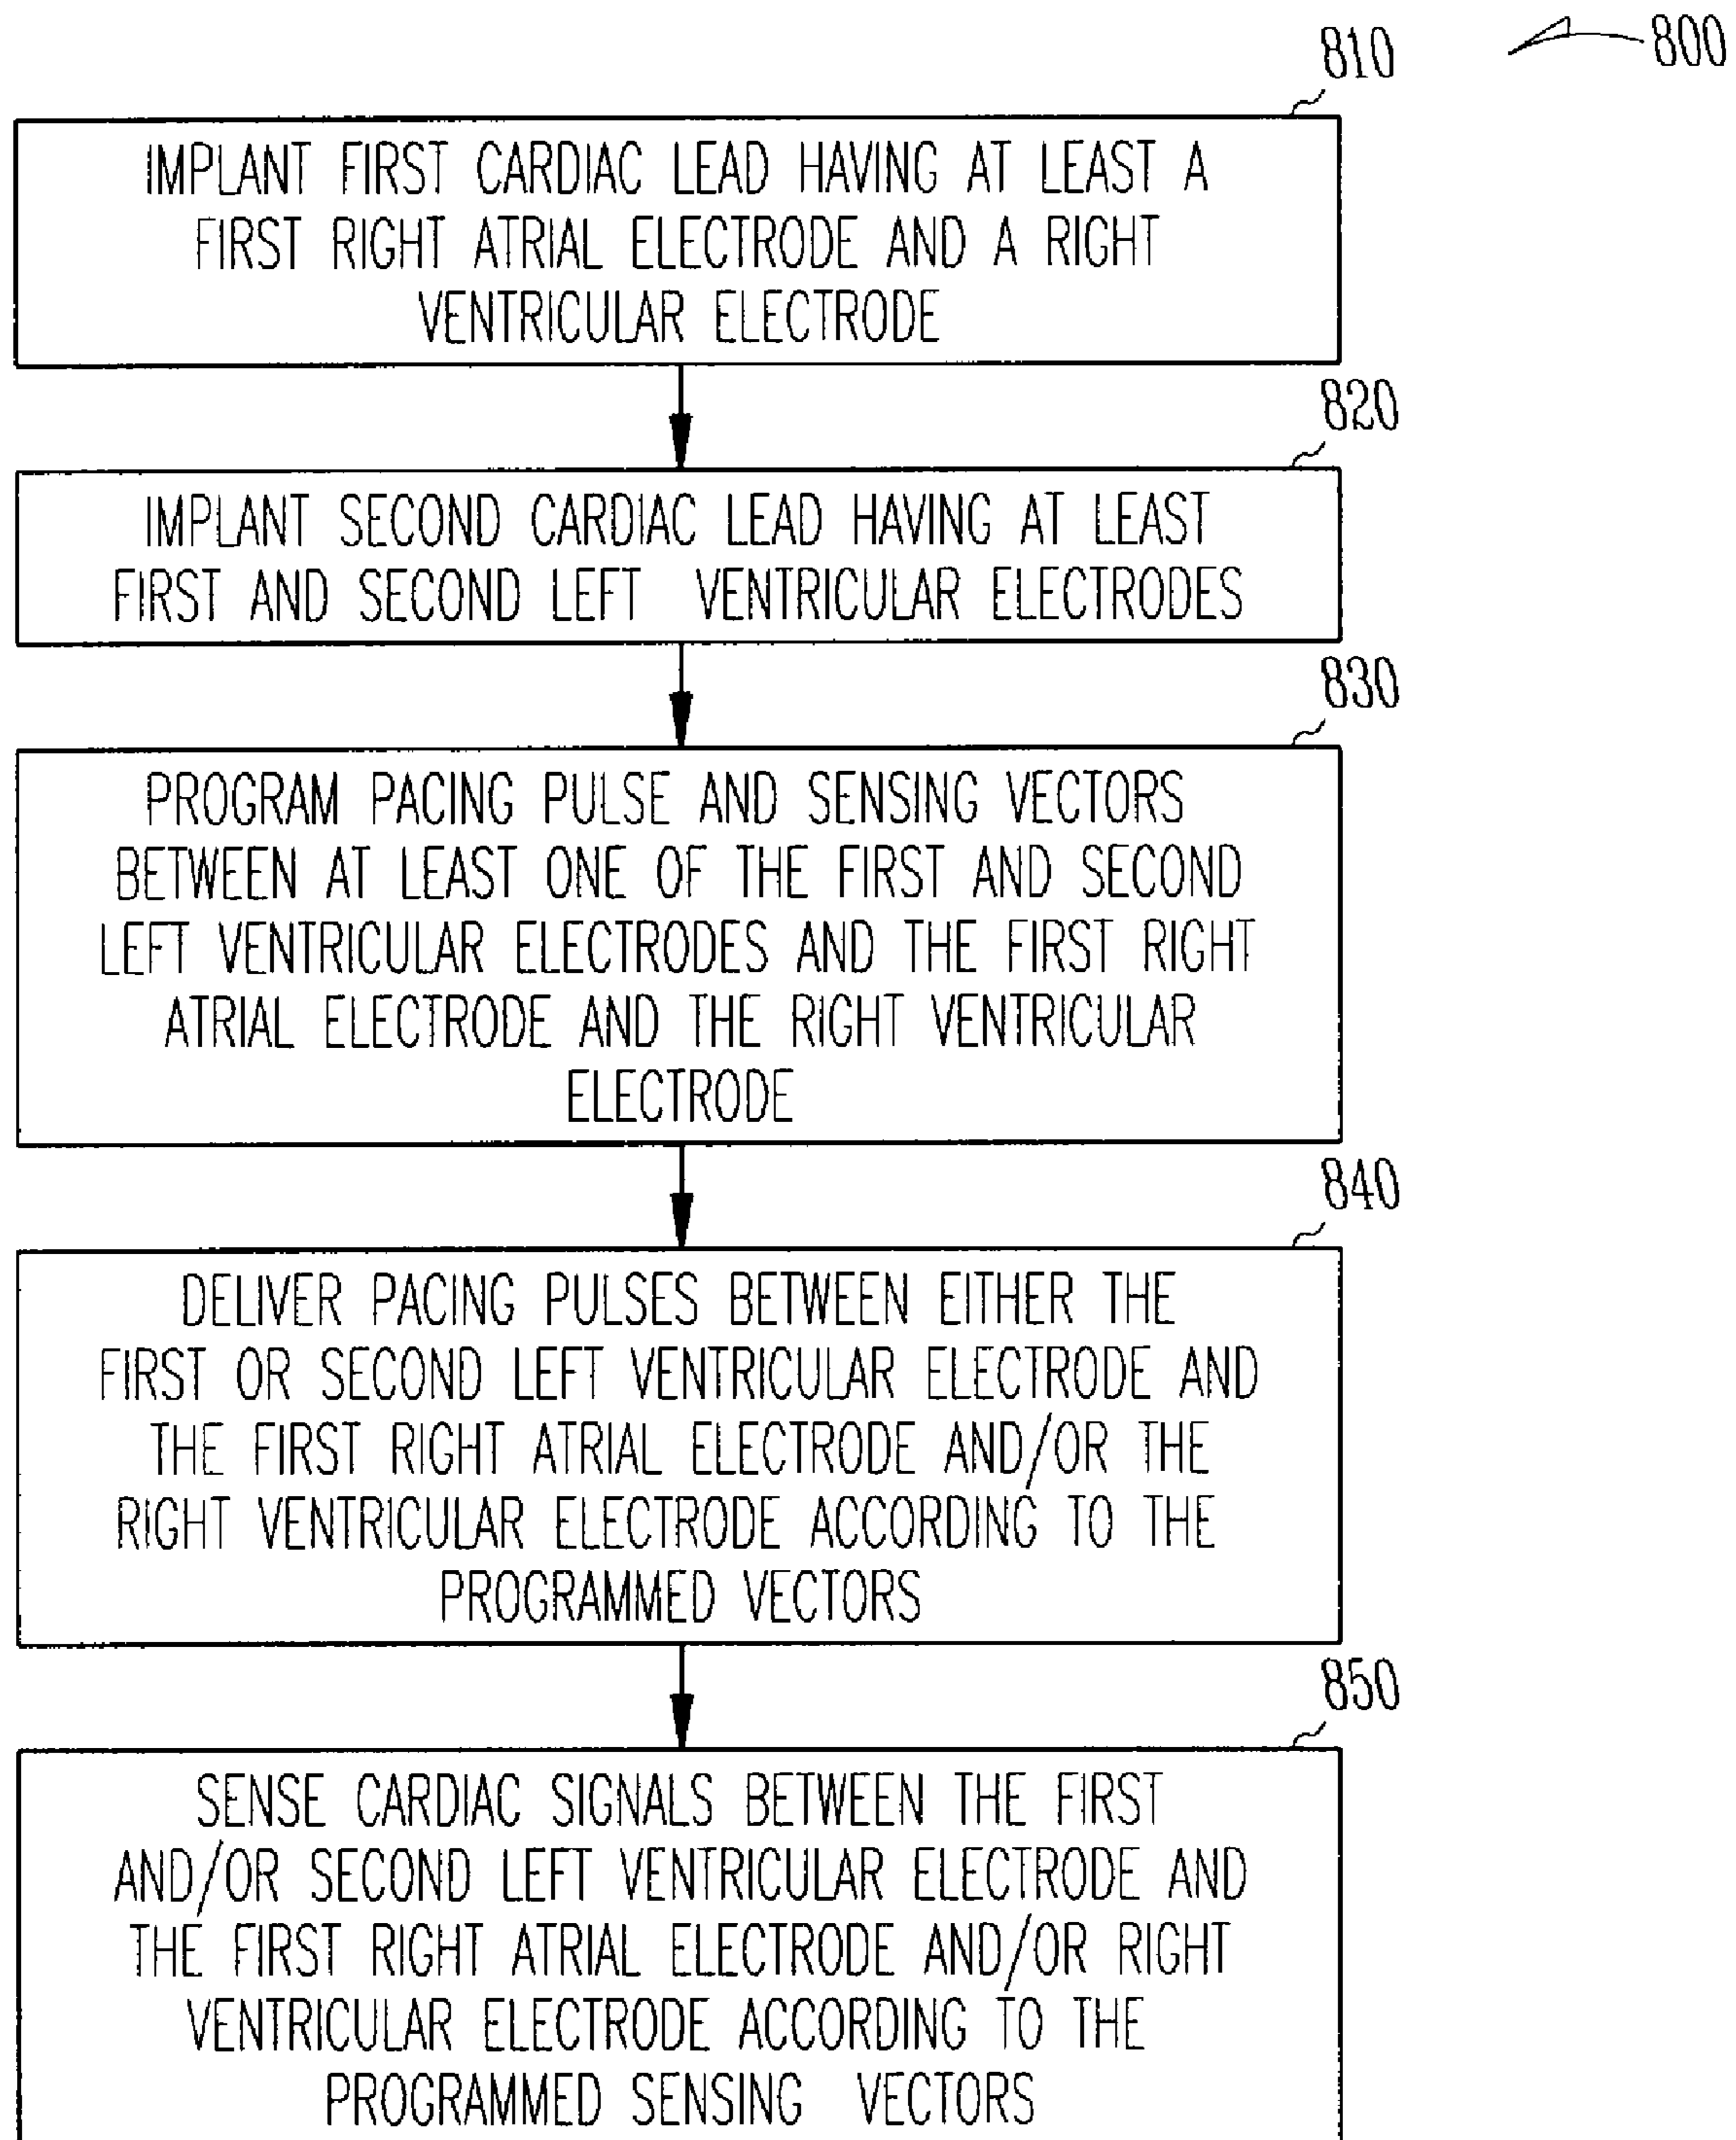 800
810
IMPLANT FIRST CARDIAC LEAD HAVING AT LEAST A
FIRST RIGHT ATRIAL ELECTRODE AND A RIGHT
VENTRICULAR ELECTRODE
820
IMPLANT SECOND CARDIAC LEAD HAVING AT LEAST
FIRST AND SECOND LEFT VENTRICULAR ELECTRODES
830
PROGRAM PACING PULSE AND SENSING VECTORS
BETWEEN AT LEAST ONE OF THE FIRST AND SECOND
LEFT VENTRICULAR ELECTRODES AND THE FIRST RIGHT
ATRIAL ELECTRODE AND THE RIGHT VENTRICULAR
ELECTRODE
840
DELIVER PACING PULSES BETWEEN EITHER THE
FIRST OR SECOND LEFT VENTRICULAR ELECTRODE AND
THE FIRST RIGHT ATRIAL ELECTRODE AND/OR THE
RIGHT VENTRICULAR ELECTRODE ACCORDING TO THE
PROGRAMMED VECTORS
850
SENSE CARDIAC SIGNALS BETWEEN THE FIRST
AND/OR SECOND LEFT VENTRICULAR ELECTRODE AND
THE FIRST RIGHT ATRIAL ELECTRODE AND/OR RIGHT
VENTRICULAR ELECTRODE ACCORDING TO THE
PROGRAMMED SENSING VECTORS